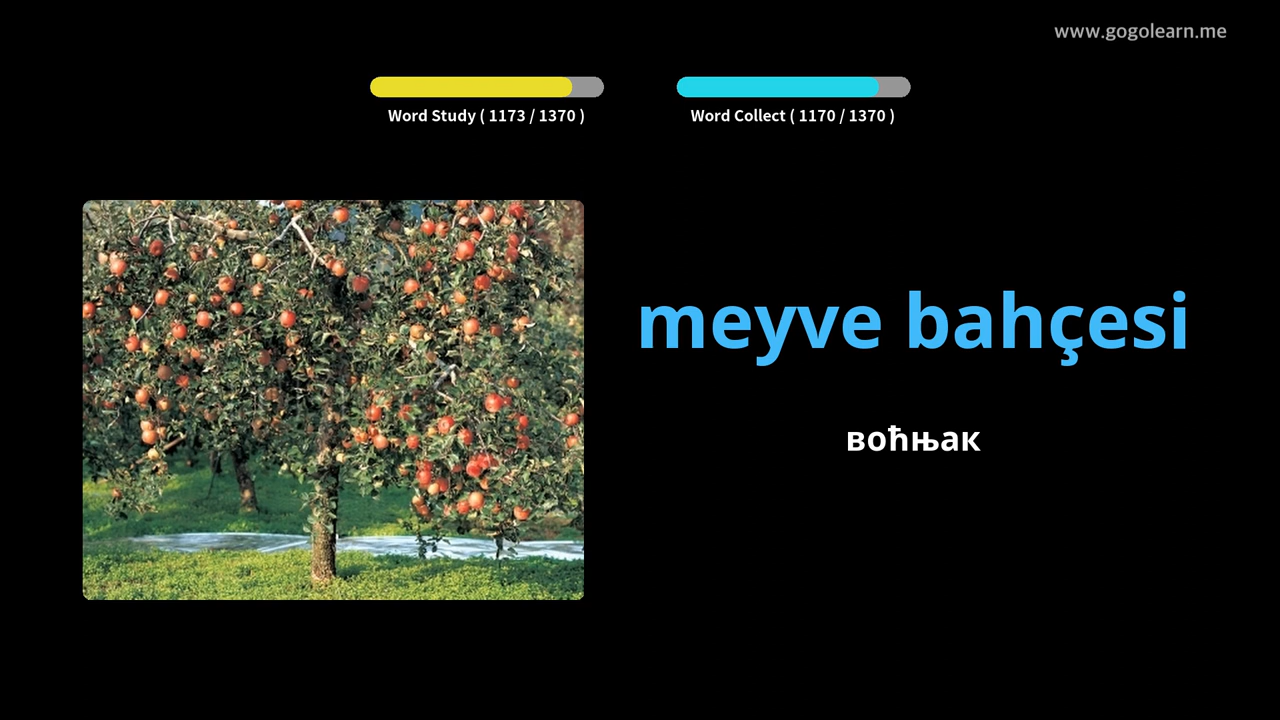 www.gogolearn.me
Word Study ( 1173 / 1370 )
Word Collect ( 1170 / 1370 )
meyve bahçesi
воћњак